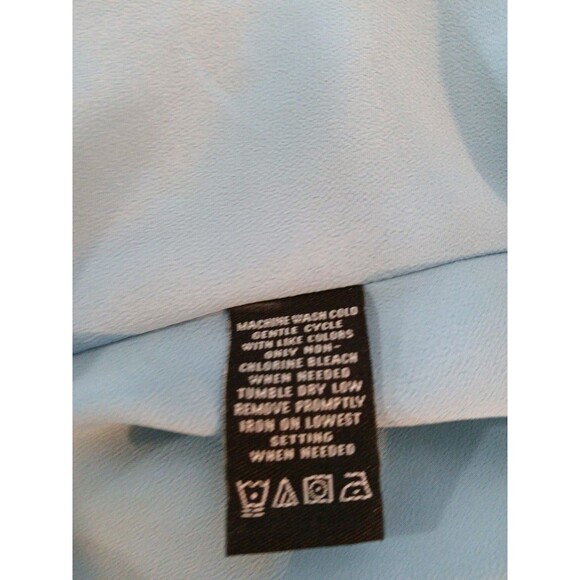 MACHINE WASH COLD
GENTLE CYCLE
WITH LIKE COLORS
ONLY NON-
CHLORINE BLEACH
WHEN NEEDED
TUMBLE DRY LOW
REMOVE PROMPTLY
IRON ON LOWEST
SETTING
WHEN NEEDED